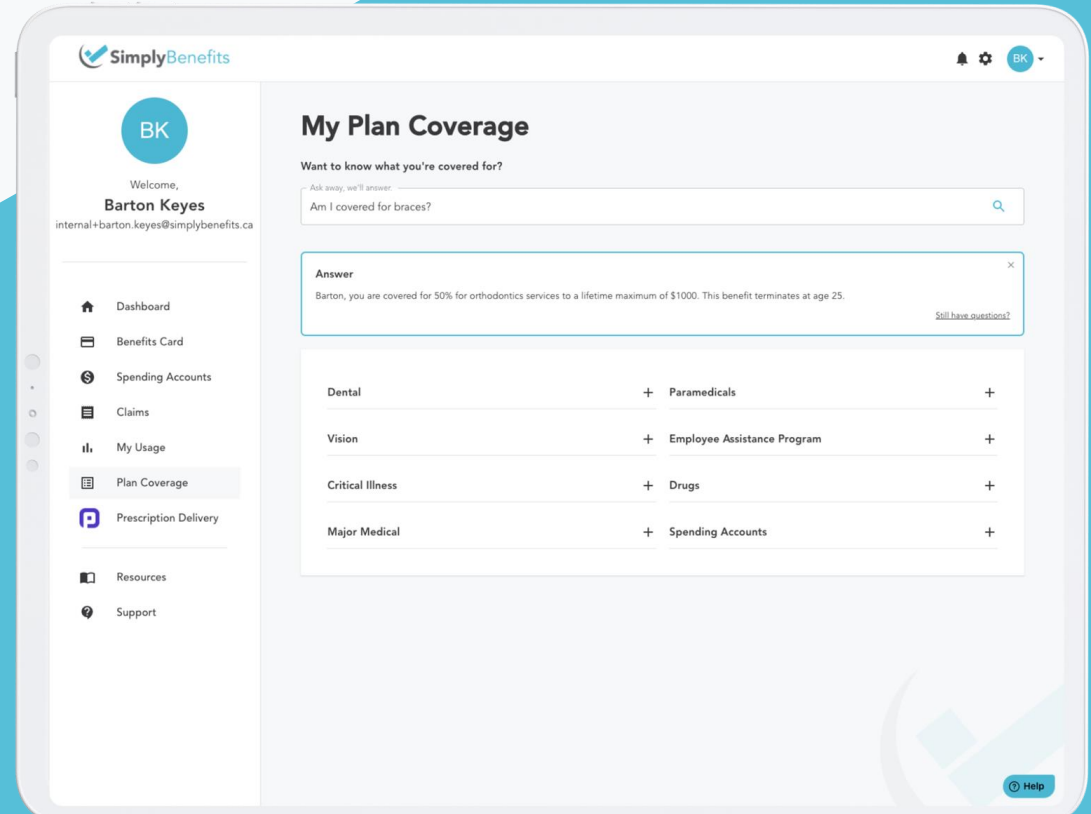 SimplyBenefits
BK
BK
Welcome,
Barton Keyes
internal+barton.keyes@simplybenefits.ca
Dashboard
Benefits Card
Spending Accounts
Claims
My Usage
Plan Coverage
Prescription Delivery
Resources
Support
My Plan Coverage
Want to know what you're covered for?
Ask away, we'll answer.
Am I covered for braces?
Answer
Barton, you are covered for 50% for orthodontics services to a lifetime maximum of $1000. This benefit terminates at age 25.
Still have questions?
Dental
Paramedicals
Vision
Employee Assistance Program
Critical Illness
Drugs
Major Medical
Spending Accounts
Help